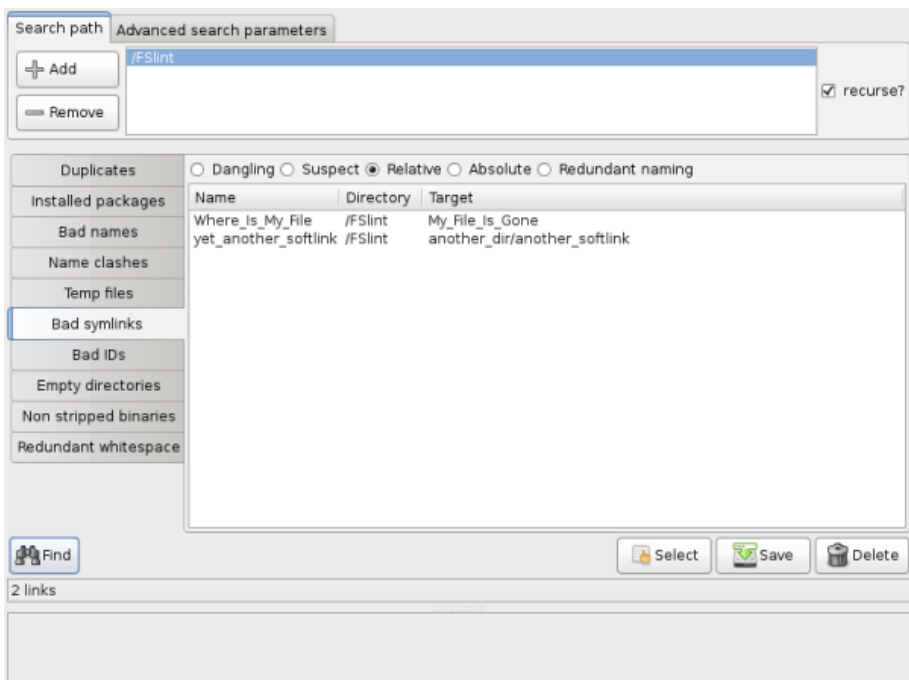 Search path Advanced search parameters
Add
/FSlint
recurse?
Remove
Duplicates
Installed packages
Bad names
Name clashes
Temp files
Bad symlinks
Bad IDs
Empty directories
Non stripped binaries
Redundant whitespace
Dangling Suspect Relative Absolute Redundant naming
Name Directory Target
Where_Is_My_File /FSlint My_File_Is_Gone
yet_another_softlink /FSlint another_dir/another_softlink
Find Select Save Delete
2 links